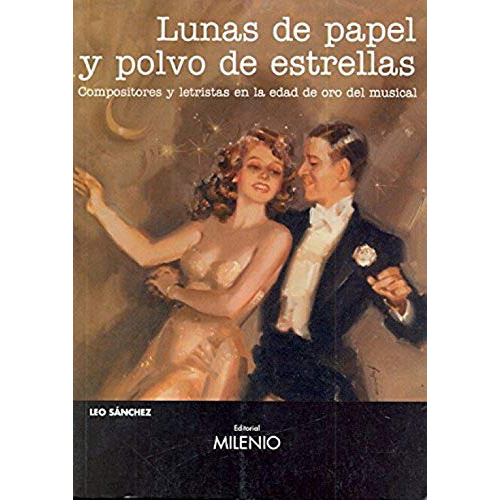 Lunas de papel
y polvo de estrellas
Compositores y letristas en la edad de oro del musical
LEO SÁNCHEZ
Editorial
MILENIO